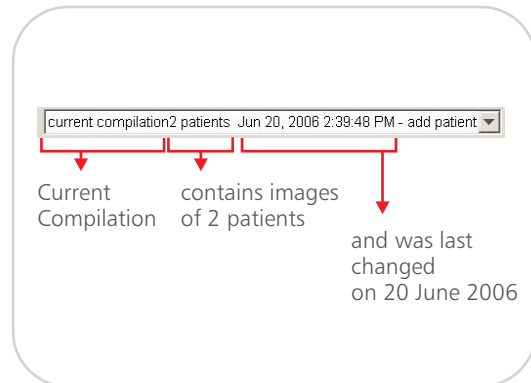 current compilation2 patients Jun 20, 2006 2:39:48 PM - add patient
Current
Compilation
contains images
of 2 patients
and was last
changed
on 20 June 2006